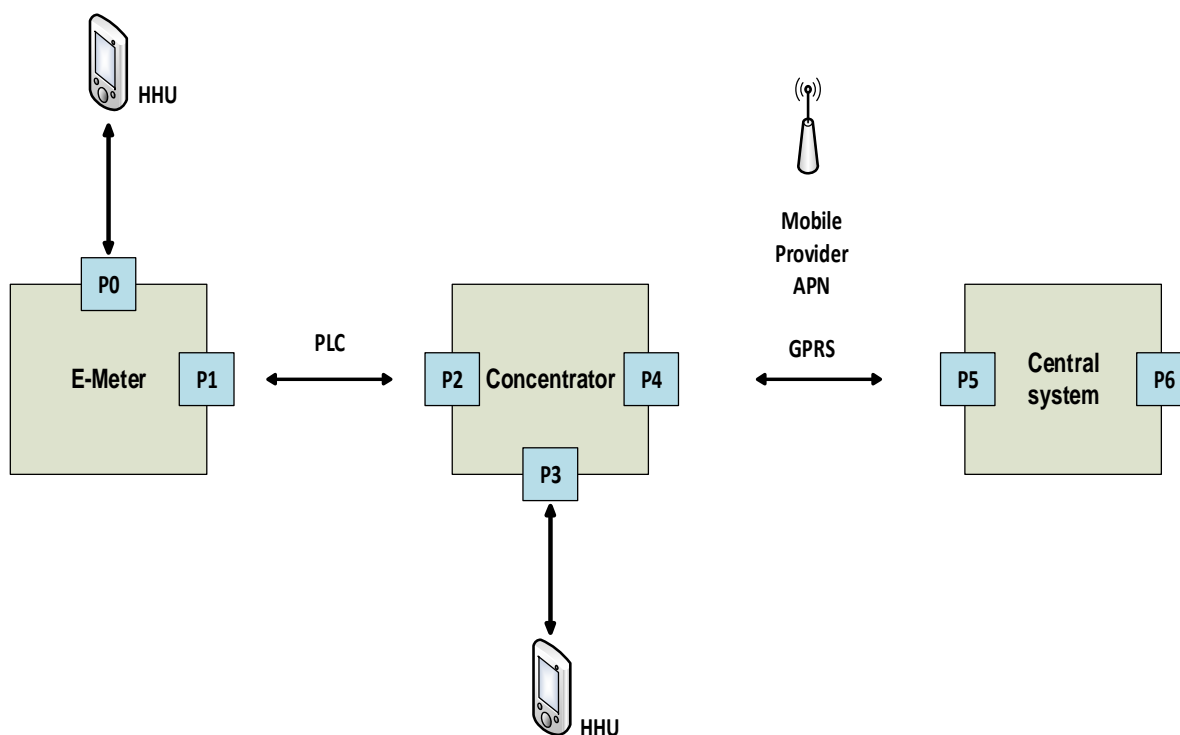 HHU
Mobile
Provider
APN
P0
E-Meter
P1
PLC
P2
Concentrator
P4
GPRS
P5
Central
system
P6
P3
HHU